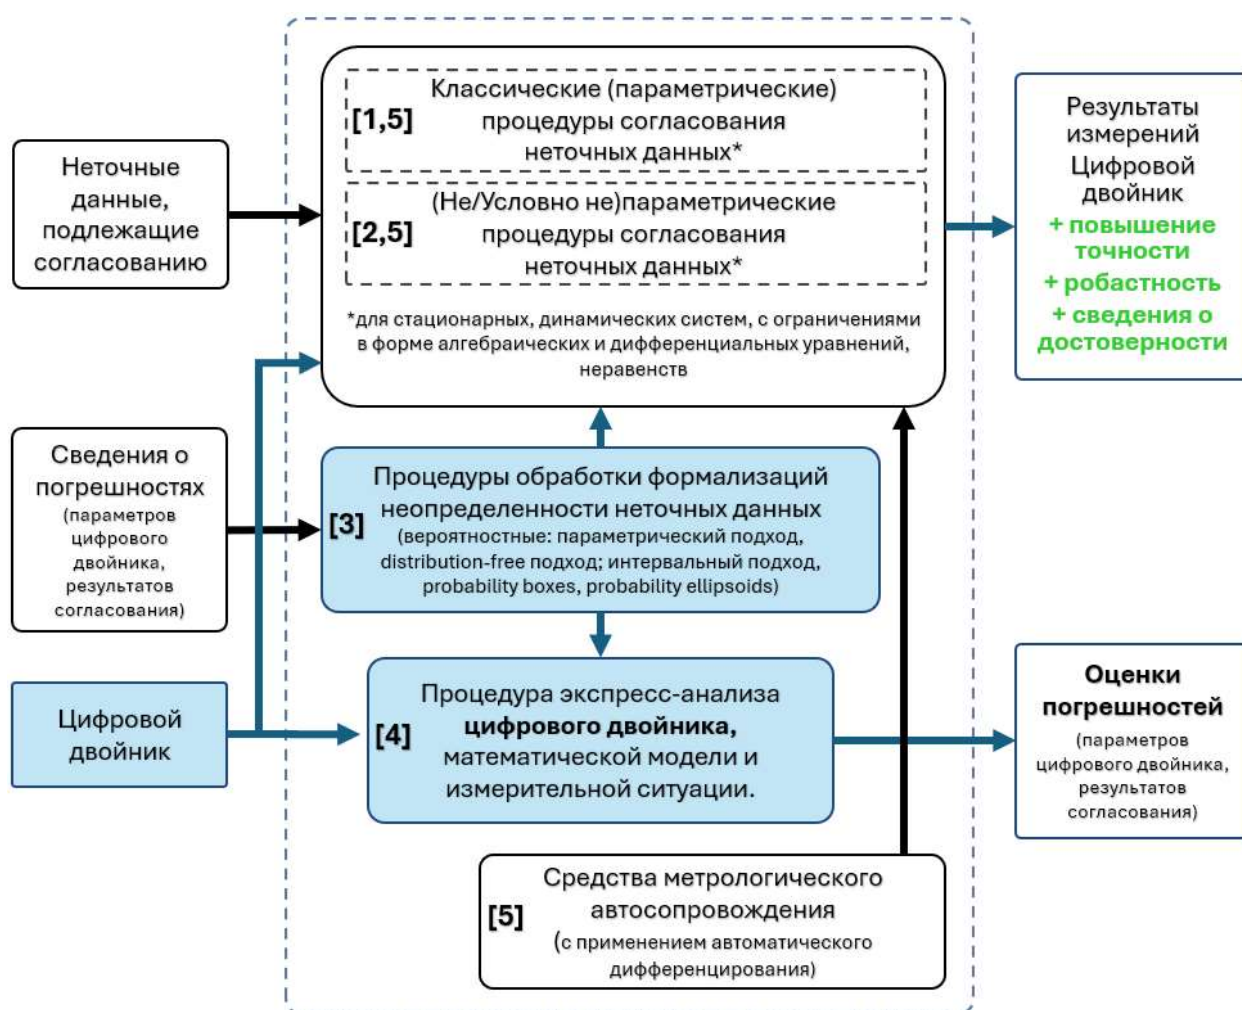 Неточные
данные,
подлежащие
согласованию
Сведения о
погрешностях
(параметров
цифрового
двойника,
результатов
согласования)
Цифровой
двойник
[1,5]
Классические (параметрические)
процедуры согласования
неточных данных*
[2,5]
(Не/Условно не)параметрические
процедуры согласования
неточных данных*
*для стационарных, динамических систем, с ограничениями
в форме алгебраических и дифференциальных уравнений,
неравенств
[3]
Процедуры обработки формализаций
неопределенности неточных данных
(вероятностные: параметрический подход,
distribution-free подход; интервальный подход,
probability boxes, probability ellipsoids)
[4]
Процедура экспресс-анализа
цифрового двойника,
математической модели и
измерительной ситуации.
[5]
Средства метрологического
автосопровождения
(с применением автоматического
дифференцирования)
Результаты
измерений
Цифровой
двойник
+ повышение
точности
+ робастность
+ сведения о
достоверности
Оценки
погрешностей
(параметров
цифрового двойника,
результатов
согласования)